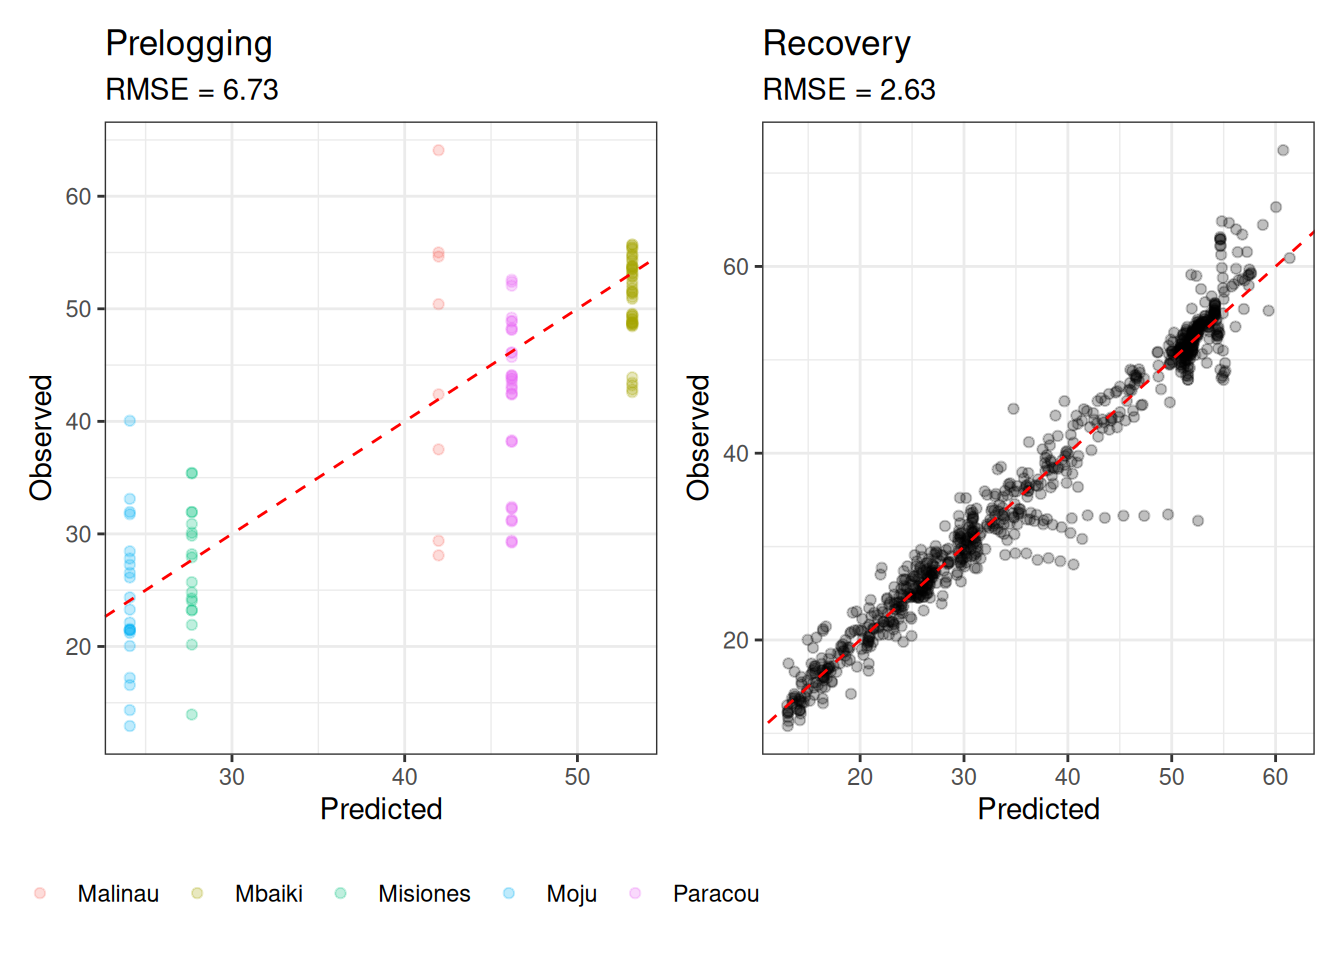 Prelogging
RMSE = 6.73
Observed
60
50
40
30
20
30 40 50
Predicted
Recovery
RMSE = 2.63
Observed
60
40
20
20 30 40 50 60
Predicted
Malinau Mbaiki Misiones Moju Paracou